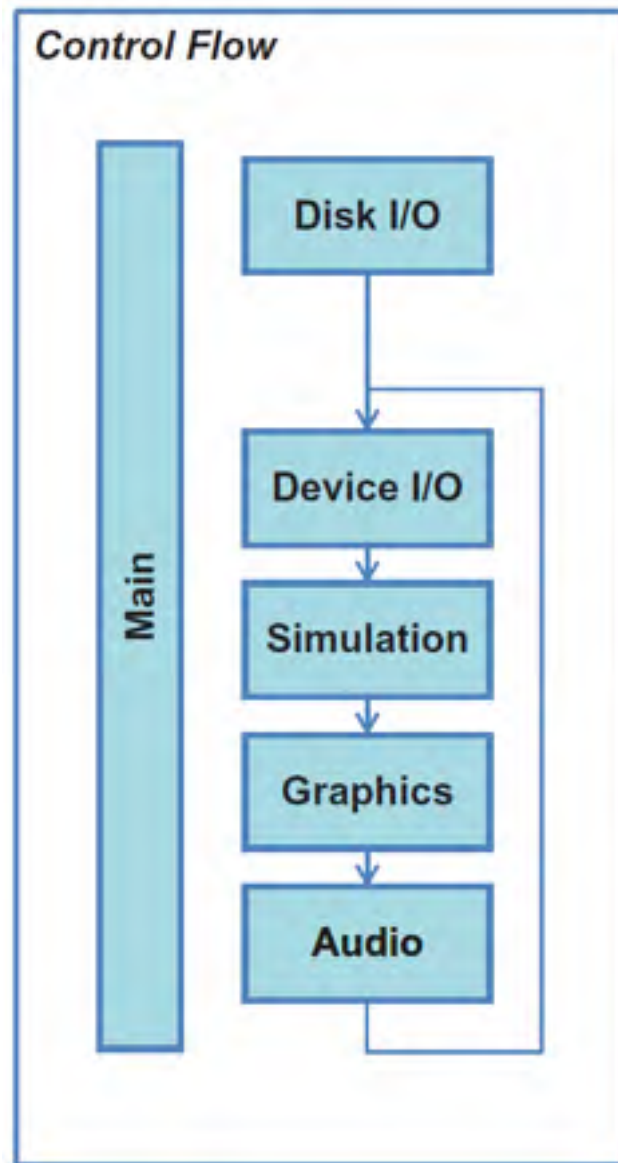 Control Flow
Main
Disk I/O
Device I/O
Simulation
Graphics
Audio